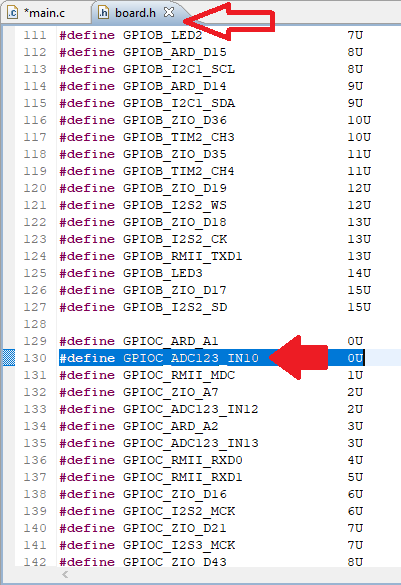 *main.c board.h
111 #define GPIOB_LED2 7U
112 #define GPIOB_ARD_D15 8U
113 #define GPIOB_I2C1_SCL 8U
114 #define GPIOB_ARD_D14 9U
115 #define GPIOB_I2C1_SDA 9U
116 #define GPIOB_ZIO_D36 10U
117 #define GPIOB_TIM2_CH3 10U
118 #define GPIOB_ZIO_D35 11U
119 #define GPIOB_TIM2_CH4 11U
120 #define GPIOB_ZIO_D19 12U
121 #define GPIOB_I2S2_WS 12U
122 #define GPIOB_ZIO_D18 13U
123 #define GPIOB_I2S2_CK 13U
124 #define GPIOB_RMII_TXD1 13U
125 #define GPIOB_LED3 14U
126 #define GPIOB_ZIO_D17 15U
127 #define GPIOB_I2S2_SD 15U
128
129 #define GPIOC_ARD_A1 0U
130 #define GPIOC_ADC123_IN10 0U
131 #define GPIOC_RMII_MDC 1U
132 #define GPIOC_ZIO_A7 2U
133 #define GPIOC_ADC123_IN12 2U
134 #define GPIOC_ARD_A2 3U
135 #define GPIOC_ADC123_IN13 3U
136 #define GPIOC_RMII_RXD0 4U
137 #define GPIOC_RMII_RXD1 5U
138 #define GPIOC_ZIO_D16 6U
139 #define GPIOC_I2S2_MCK 6U
140 #define GPIOC_ZIO_D21 7U
141 #define GPIOC_I2S3_MCK 7U
142 #define GPIOC_ZIO_D43 8U